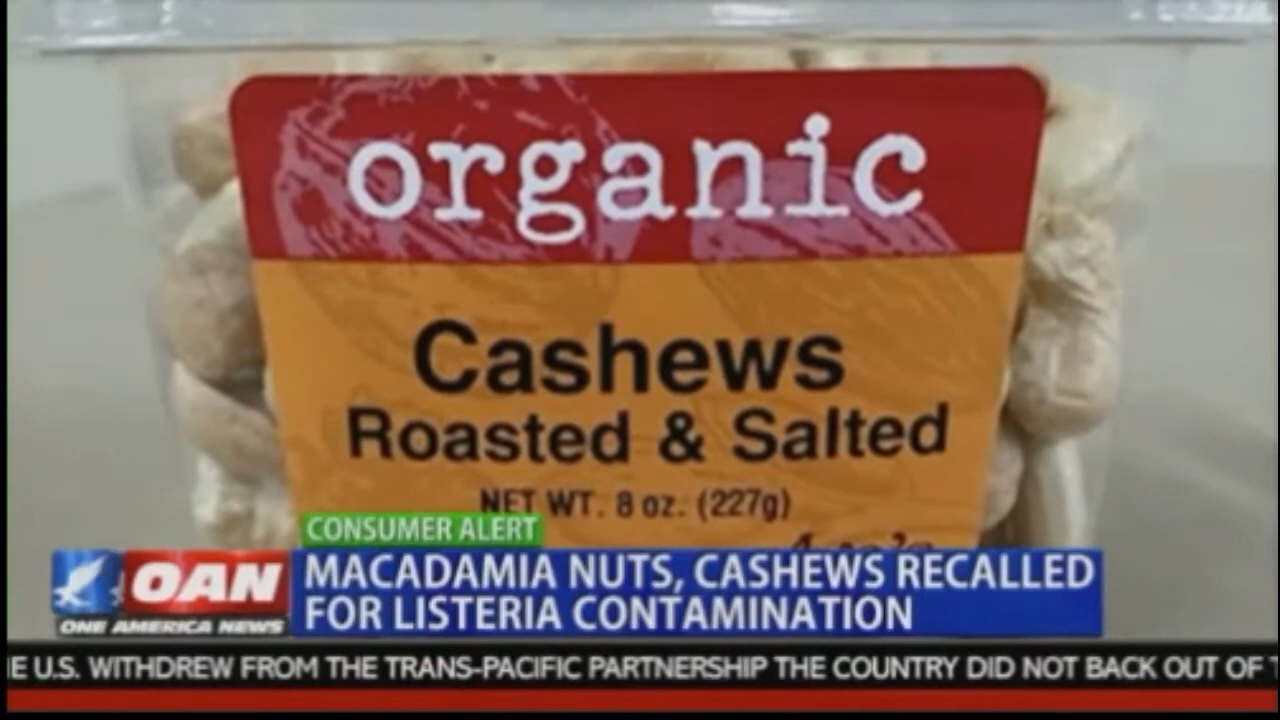 organic
Cashews
Roasted & Salted
NET WT. 8 oz. (227g)
CONSUMER ALERT
OAN
ONE AMERICA NEWS
MACADAMIA NUTS, CASHEWS RECALLED
FOR LISTERIA CONTAMINATION
E U.S. WITHDREW FROM THE TRANS-PACIFIC PARTNERSHIP THE COUNTRY DID NOT BACK OUT OF T